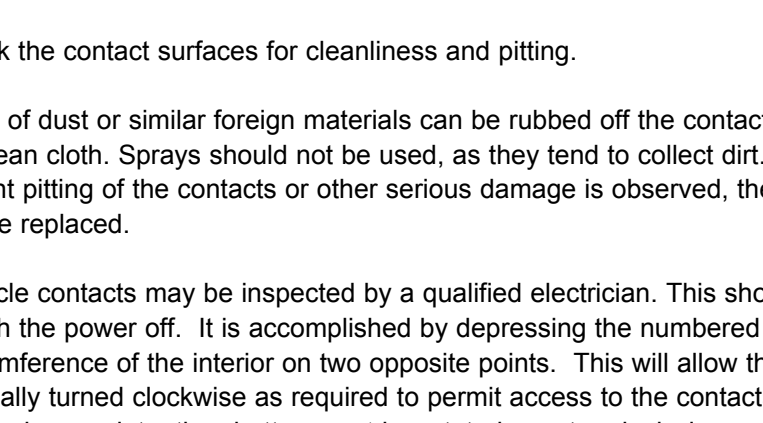 k the contact surfaces for cleanliness and pitting.
of dust or similar foreign materials can be rubbed off the contact
ean cloth. Sprays should not be used, as they tend to collect dirt.
nt pitting of the contacts or other serious damage is observed, the
e replaced.
cle contacts may be inspected by a qualified electrician. This sho
h the power off. It is accomplished by depressing the numbered
mference of the interior on two opposite points. This will allow th
ally turned clockwise as required to permit access to the contact